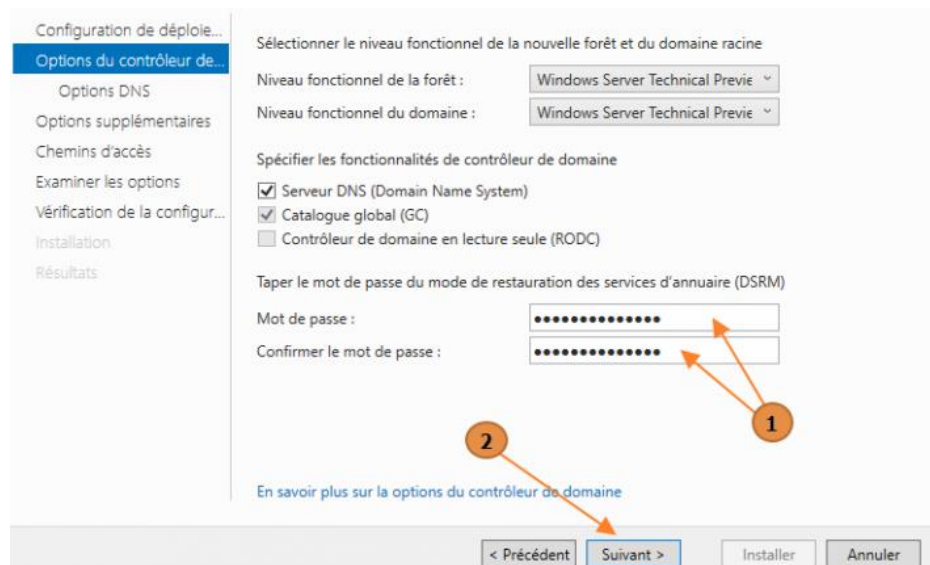 Configuration de déploie...
Options du contrôleur de...
Options DNS
Options supplémentaires
Chemins d'accès
Examiner les options
Vérification de la configur...
Installation
Résultats
Sélectionner le niveau fonctionnel de la nouvelle forêt et du domaine racine
Niveau fonctionnel de la forêt : Windows Server Technical Previe
Niveau fonctionnel du domaine : Windows Server Technical Previe
Spécifier les fonctionnalités de contrôleur de domaine
Serveur DNS (Domain Name System)
Catalogue global (GC)
Contrôleur de domaine en lecture seule (RODC)
Taper le mot de passe du mode de restauration des services d'annuaire (DSRM)
Mot de passe : ••••••••••••••
Confirmer le mot de passe : ••••••••••••••
1
2
En savoir plus sur la options du contrôleur de domaine
< Précédent Suivant > Installer Annuler